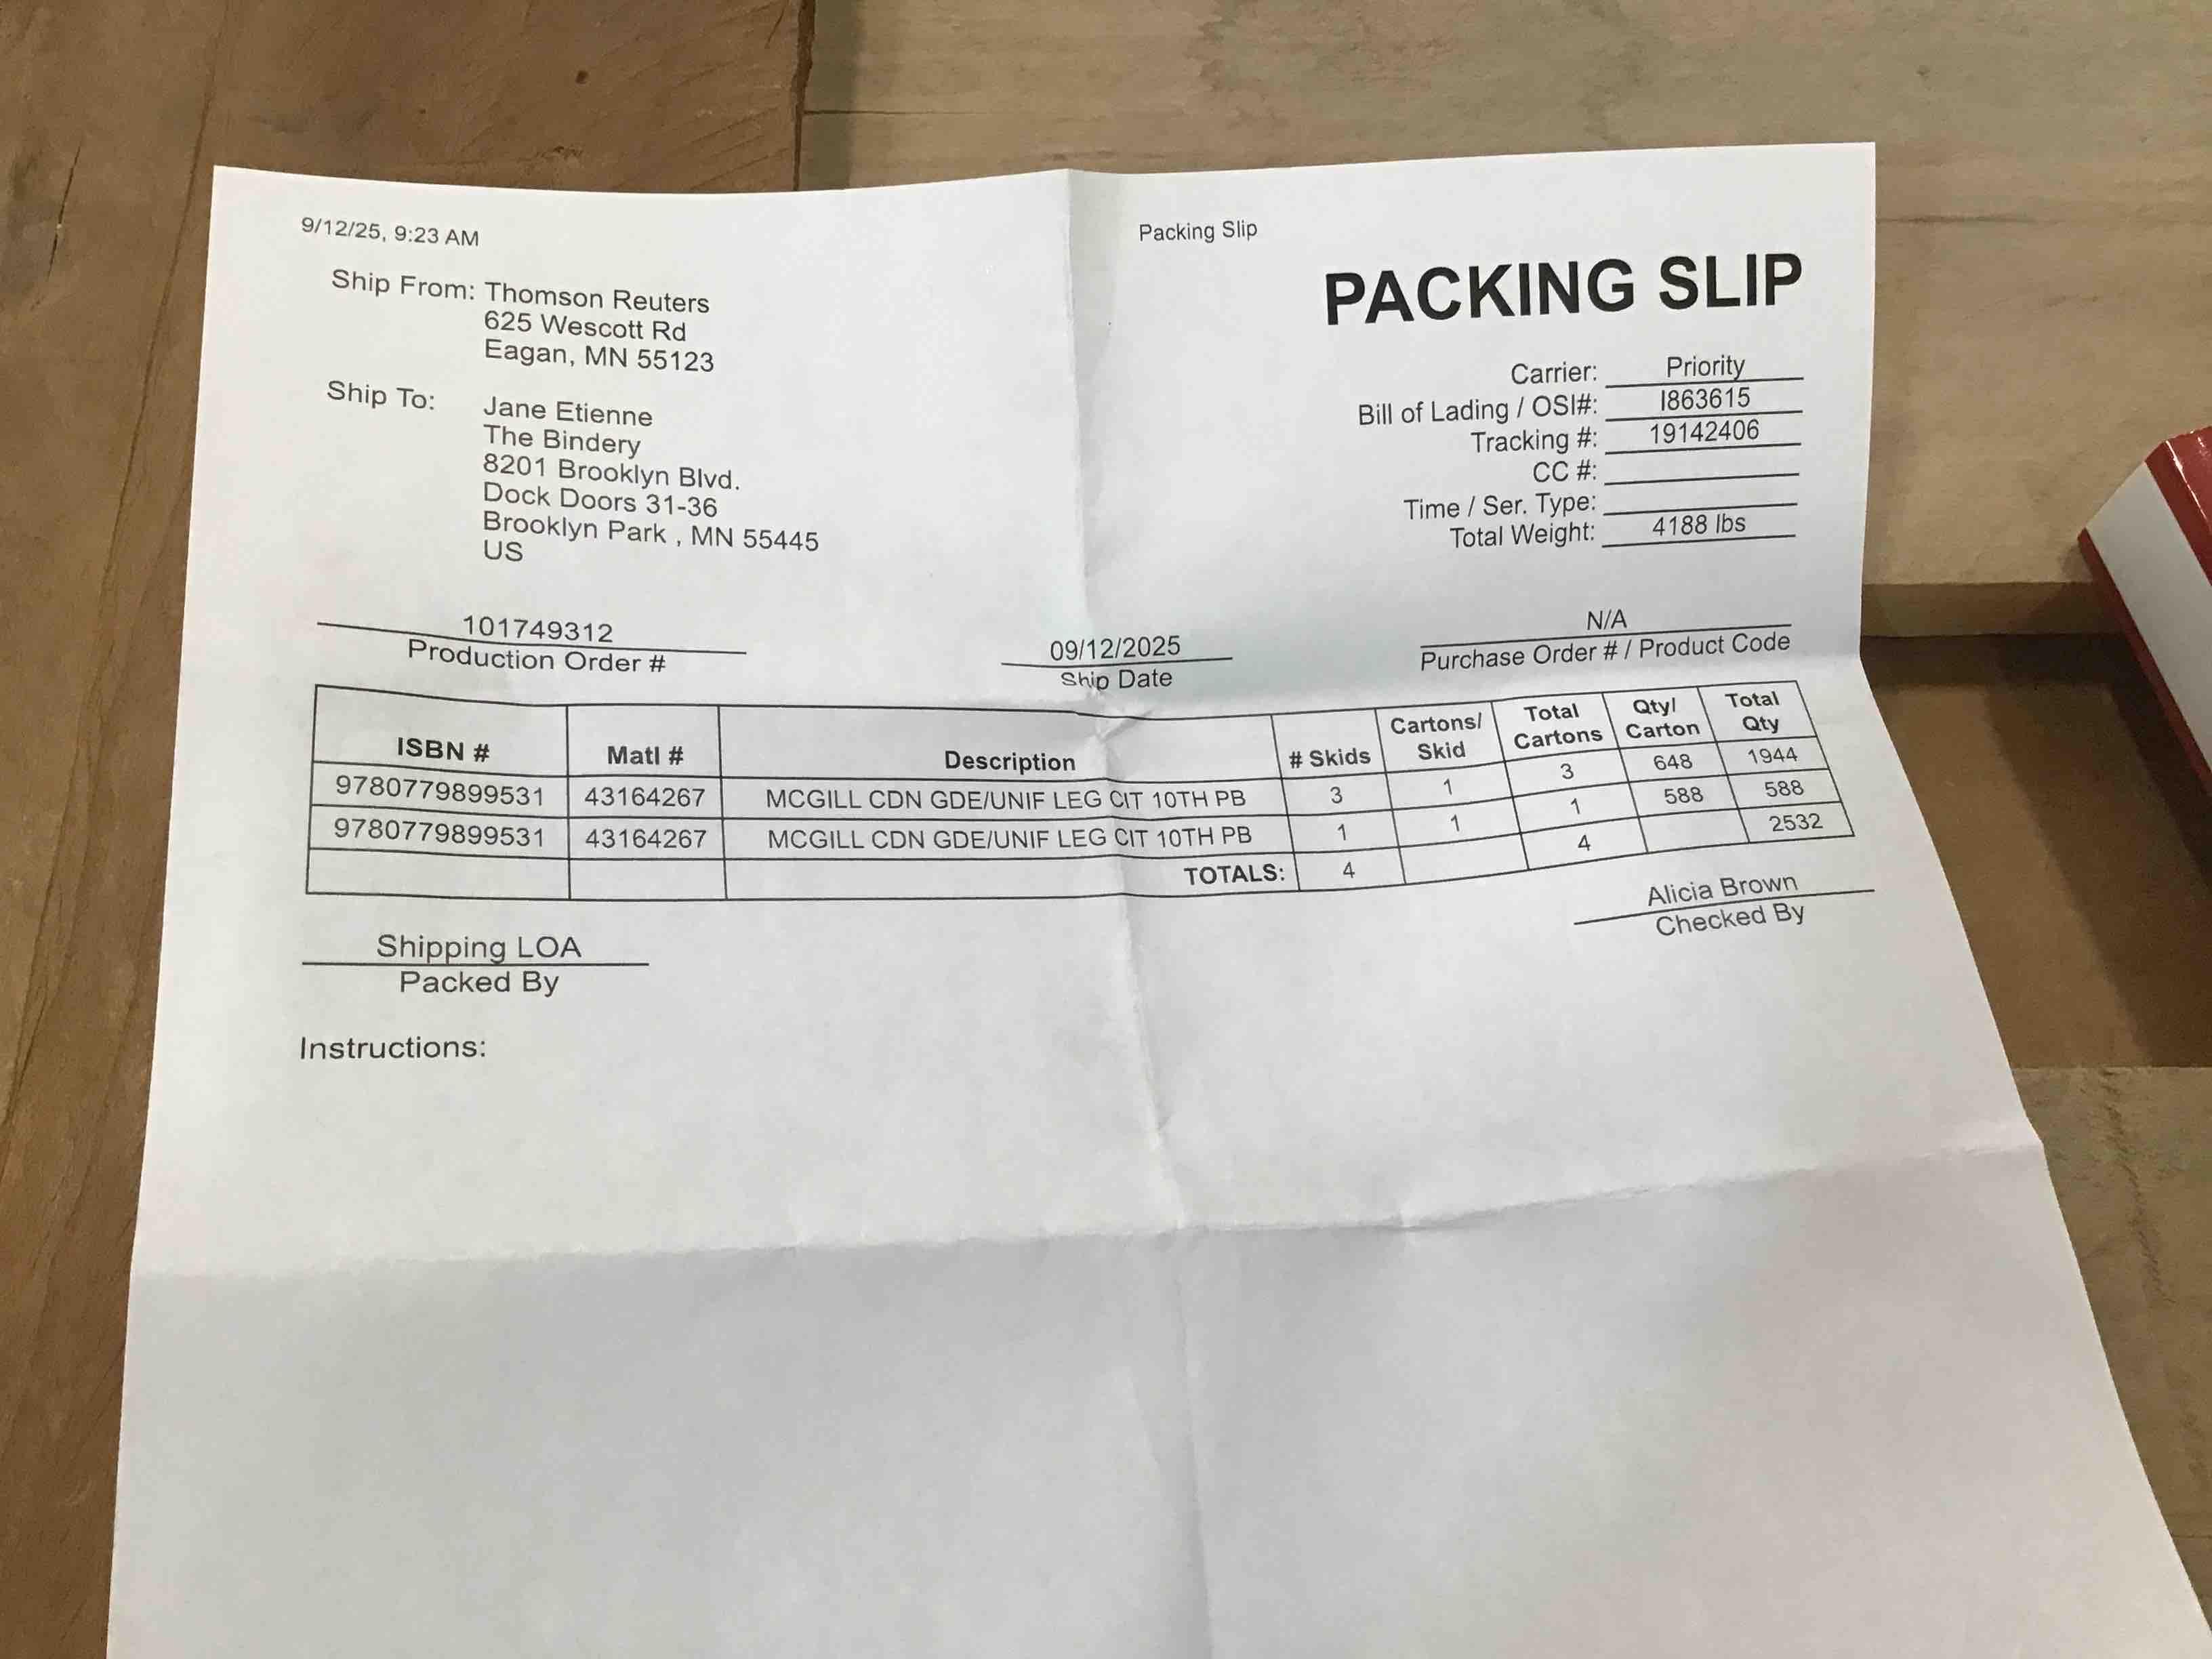 9/12/25, 9:23 AM
Packing Slip
PACKING SLIP
Ship From: Thomson Reuters
625 Wescott Rd
Eagan, MN 55123
Ship To: Jane Etienne
The Bindery
8201 Brooklyn Blvd.
Dock Doors 31-36
Brooklyn Park , MN 55445
US
Carrier: Priority
Bill of Lading / OSI#: I863615
Tracking #: 19142406
CC #:
Time / Ser. Type:
Total Weight: 4188 lbs
101749312
Production Order #
09/12/2025
Ship Date
N/A
Purchase Order # / Product Code
ISBN # Matl # Description # Skids Cartons/ Skid Total Cartons Qty/ Carton Total Qty
9780779899531 43164267 MCGILL CDN GDE/UNIF LEG CIT 10TH PB 3 1 3 648 1944
9780779899531 43164267 MCGILL CDN GDE/UNIF LEG CIT 10TH PB 1 1 1 588 588
TOTALS: 4 4 2532
Shipping LOA
Packed By
Alicia Brown
Checked By
Instructions: